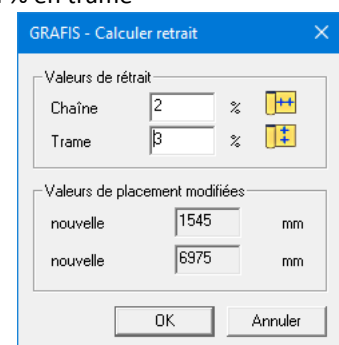 % en trame
GRAFIS - Calculer retrait
Valeurs de rétrait
Chaîne 2 %
Trame 3 %
Valeurs de placement modifiées
nouvelle 1545 mm
nouvelle 6975 mm
OK Annuler